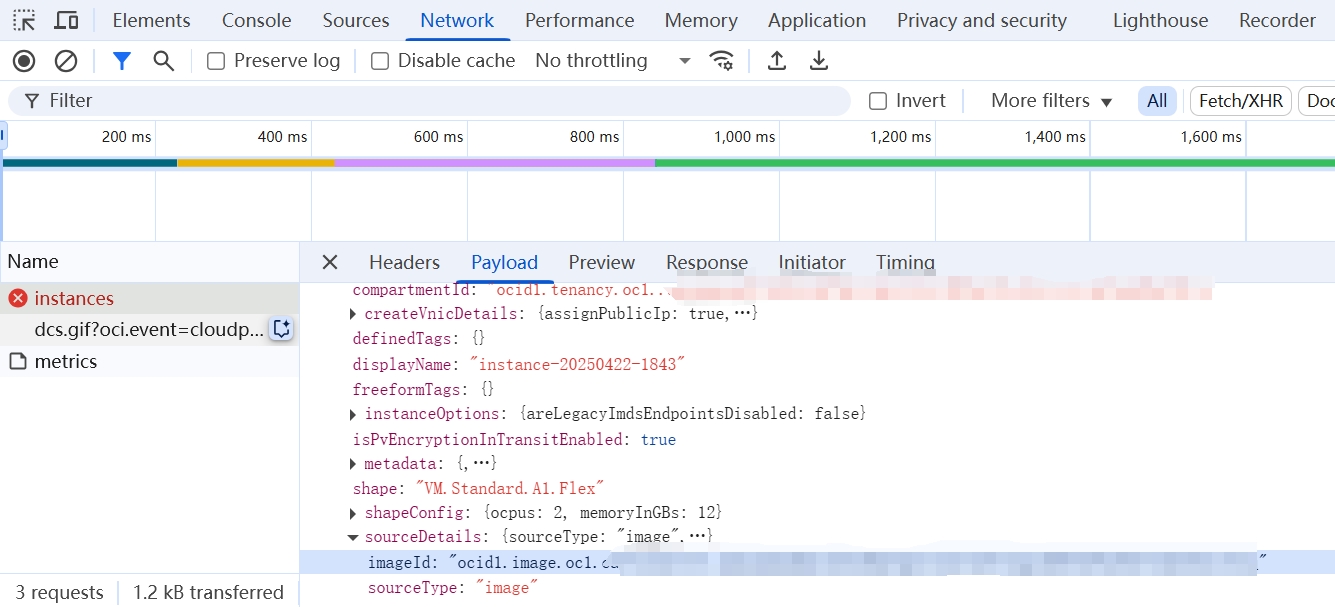 Elements Console Sources Network Performance Memory Application Privacy and security Lighthouse Recorder
Preserve log Disable cache No throttling
Filter Invert More filters All Fetch/XHR Doc
200 ms 400 ms 600 ms 800 ms 1,000 ms 1,200 ms 1,400 ms 1,600 ms
Name
Headers Payload Preview Response Initiator Timing
instances
dcs.gif?oci.event=cloudp...
metrics
3 requests 1.2 kB transferred
compartmentId: "ocid1.tenancy.oc1..
createVnicDetails: {assignPublicIp: true,…}
definedTags: {}
displayName: "instance-20250422-1843"
freeformTags: {}
instanceOptions: {areLegacyImdsEndpointsDisabled: false}
isPvEncryptionInTransitEnabled: true
metadata: {,…}
shape: "VM.Standard.A1.Flex"
shapeConfig: {ocpus: 2, memoryInGBs: 12}
sourceDetails: {sourceType: "image",…}
imageId: "ocid1.image.oc1. "
sourceType: "image"